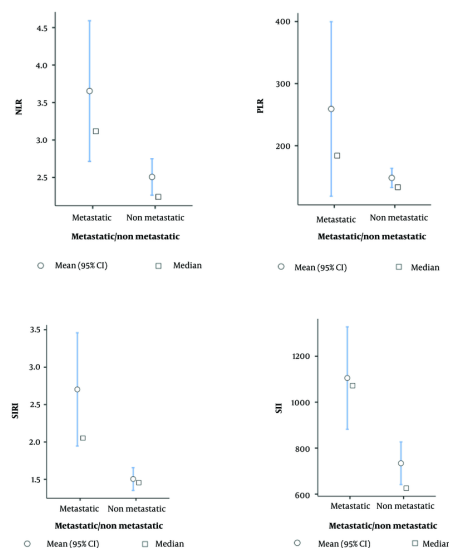 4.5
4.0
3.5
3.0
2.5
NLR
Metastatic
Non metastatic
Metastatic/non metastatic
Mean (95% CI)
Median
400
300
200
PLR
Metastatic
Non metastatic
Metastatic/non metastatic
Mean (95% CI)
Median
3.5
3.0
2.5
2.0
1.5
SIRI
Metastatic
Non metastatic
Metastatic/non metastatic
Mean (95% CI)
Median
1200
1000
800
600
SII
Metastatic
Non metastatic
Metastatic/non metastatic
Mean (95% CI)
Median